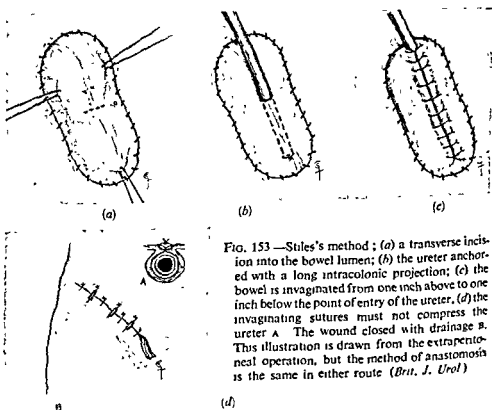 (a)
(b)
(c)
FIG. 153 —Stiles's method ; (a) a transverse incis-
ion into the bowel lumen; (b) the ureter anchor-
ed with a long intracolonic projection; (c) the
bowel is invaginated from one inch above to one
inch below the point of entry of the ureter, (d) the
invaginating sutures must not compress the
ureter A The wound closed with drainage B.
This illustration is drawn from the extraperito-
neal operation, but the method of anastomosis
is the same in either route (Brit. J. Urol)
A
B
(d)